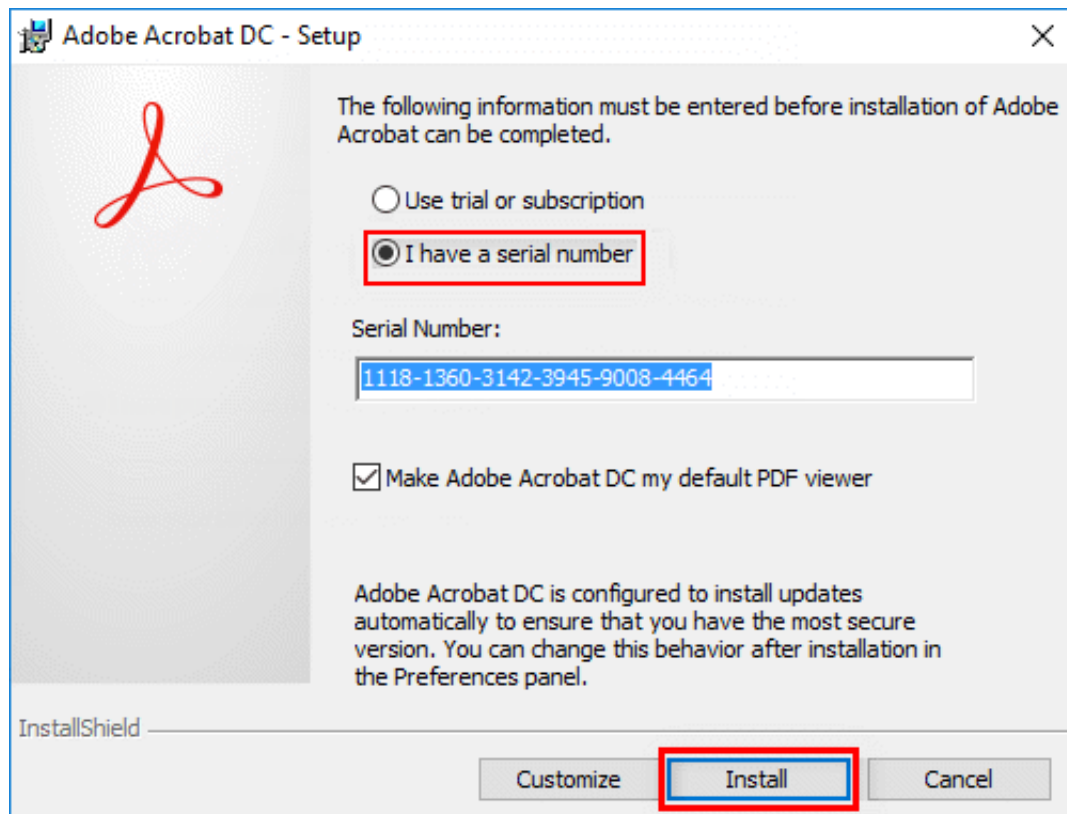 Adobe Acrobat DC - Setup
The following information must be entered before installation of Adobe
Acrobat can be completed.
Use trial or subscription
I have a serial number
Serial Number:
1118-1360-3142-3945-9008-4464
Make Adobe Acrobat DC my default PDF viewer
Adobe Acrobat DC is configured to install updates
automatically to ensure that you have the most secure
version. You can change this behavior after installation in
the Preferences panel.
InstallShield
Customize Install Cancel